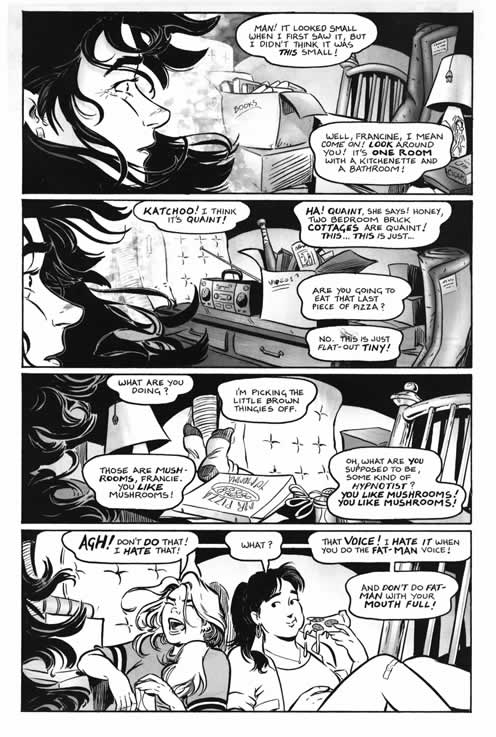 MAN! IT LOOKED SMALL
WHEN I FIRST SAW IT, BUT
I DIDN'T THINK IT WAS
THIS SMALL!
BOOKS
WELL, FRANCINE, I MEAN
COME ON! LOOK AROUND
YOU! IT'S ONE ROOM
WITH A KITCHENETTE AND
A BATHROOM!
KATCHOO! I THINK
IT'S QUAINT!
HA! QUAINT, SHE SAYS! HONEY,
TWO BEDROOM BRICK
COTTAGES ARE QUAINT!
THIS... THIS IS JUST...
ARE YOU GOING TO
EAT THAT LAST
PIECE OF PIZZA?
NO. THIS IS JUST
FLAT-OUT TINY!
WHAT ARE YOU
DOING?
I'M PICKING THE
LITTLE BROWN
THINGIES OFF.
THOSE ARE MUSH-
ROOMS, FRANCIE.
YOU LIKE
MUSHROOMS!
OH, WHAT ARE YOU
SUPPOSED TO BE,
SOME KIND OF
HYPNOTIST?
YOU LIKE MUSHROOMS!
YOU LIKE MUSHROOMS!
PIZZA
AGH! DON'T DO THAT!
I HATE THAT!
WHAT?
THAT VOICE! I HATE IT WHEN
YOU DO THE FAT-MAN VOICE!
AND DON'T DO FAT-
MAN WITH YOUR
MOUTH FULL!